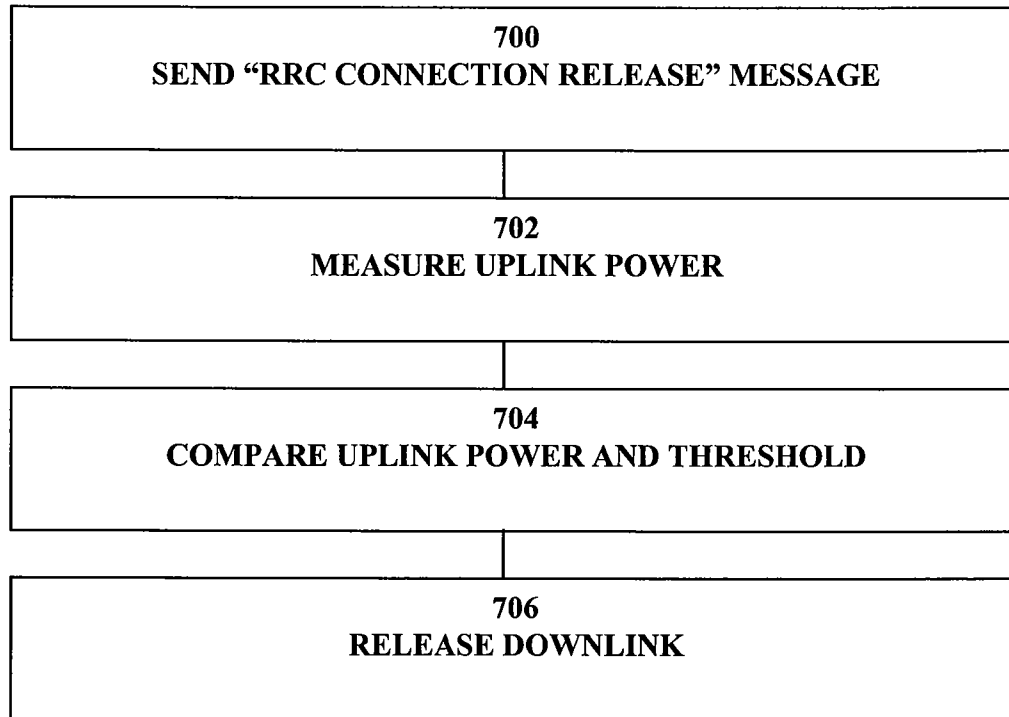 700
SEND “RRC CONNECTION RELEASE” MESSAGE
702
MEASURE UPLINK POWER
704
COMPARE UPLINK POWER AND THRESHOLD
706
RELEASE DOWNLINK